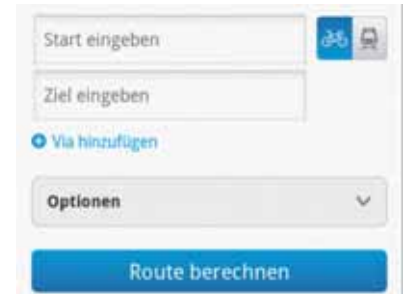 Start eingeben
Ziel eingeben
Via hinzufügen
Optionen
Route berechnen